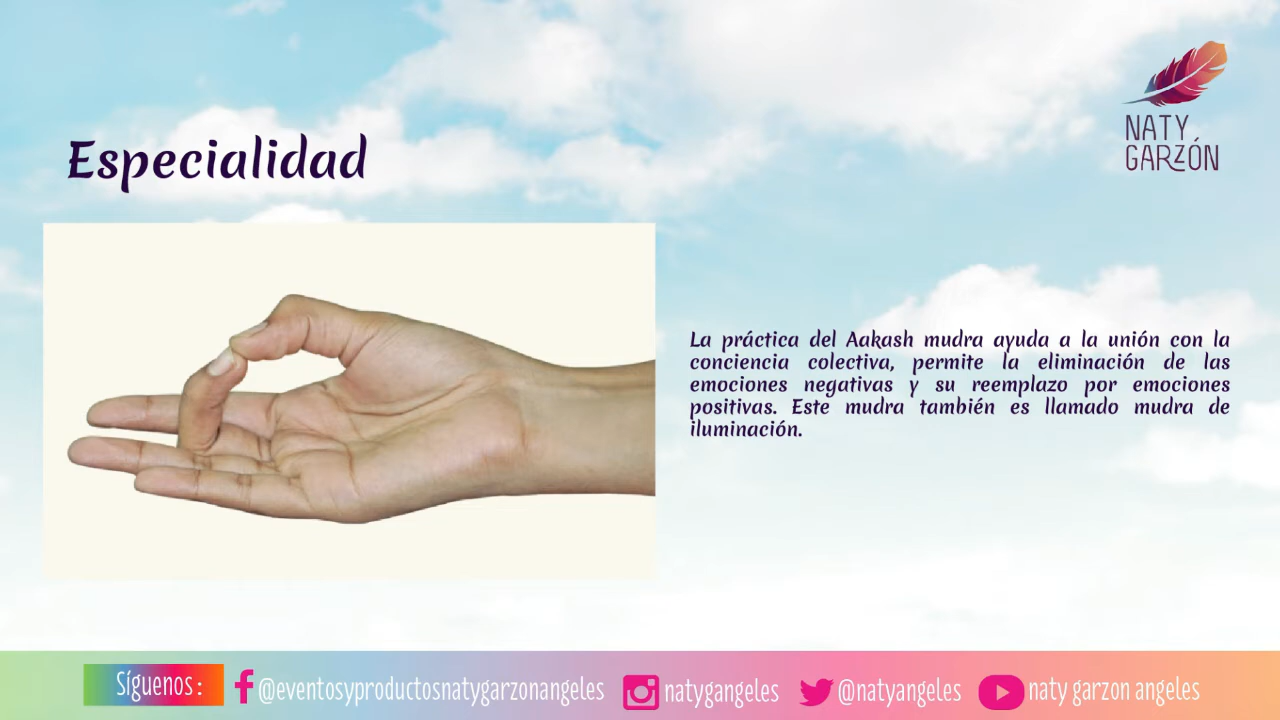 NATY
GARZÓN
Especialidad
La práctica del Aakash mudra ayuda a la unión con la
conciencia colectiva, permite la eliminación de las
emociones negativas y su reemplazo por emociones
positivas. Este mudra también es llamado mudra de
iluminación.
Síguenos: @eventosyproductosnatygarzonangeles natygangeles @natyangeles naty garzon angeles